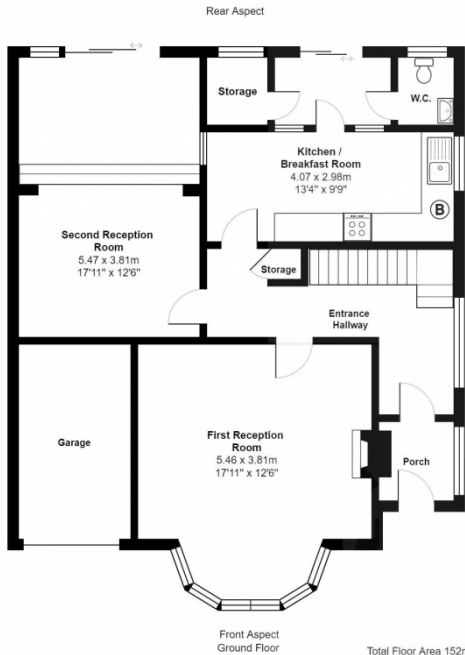 Rear Aspect
Storage
W.C.
Kitchen /
Breakfast Room
4.07 x 2.98m
13'4" x 9'9"
B
Second Reception
Room
5.47 x 3.81m
17'11" x 12'6"
Storage
Entrance
Hallway
Garage
First Reception
Room
5.46 x 3.81m
17'11" x 12'6"
Porch
Front Aspect
Ground Floor
Total Floor Area 152m